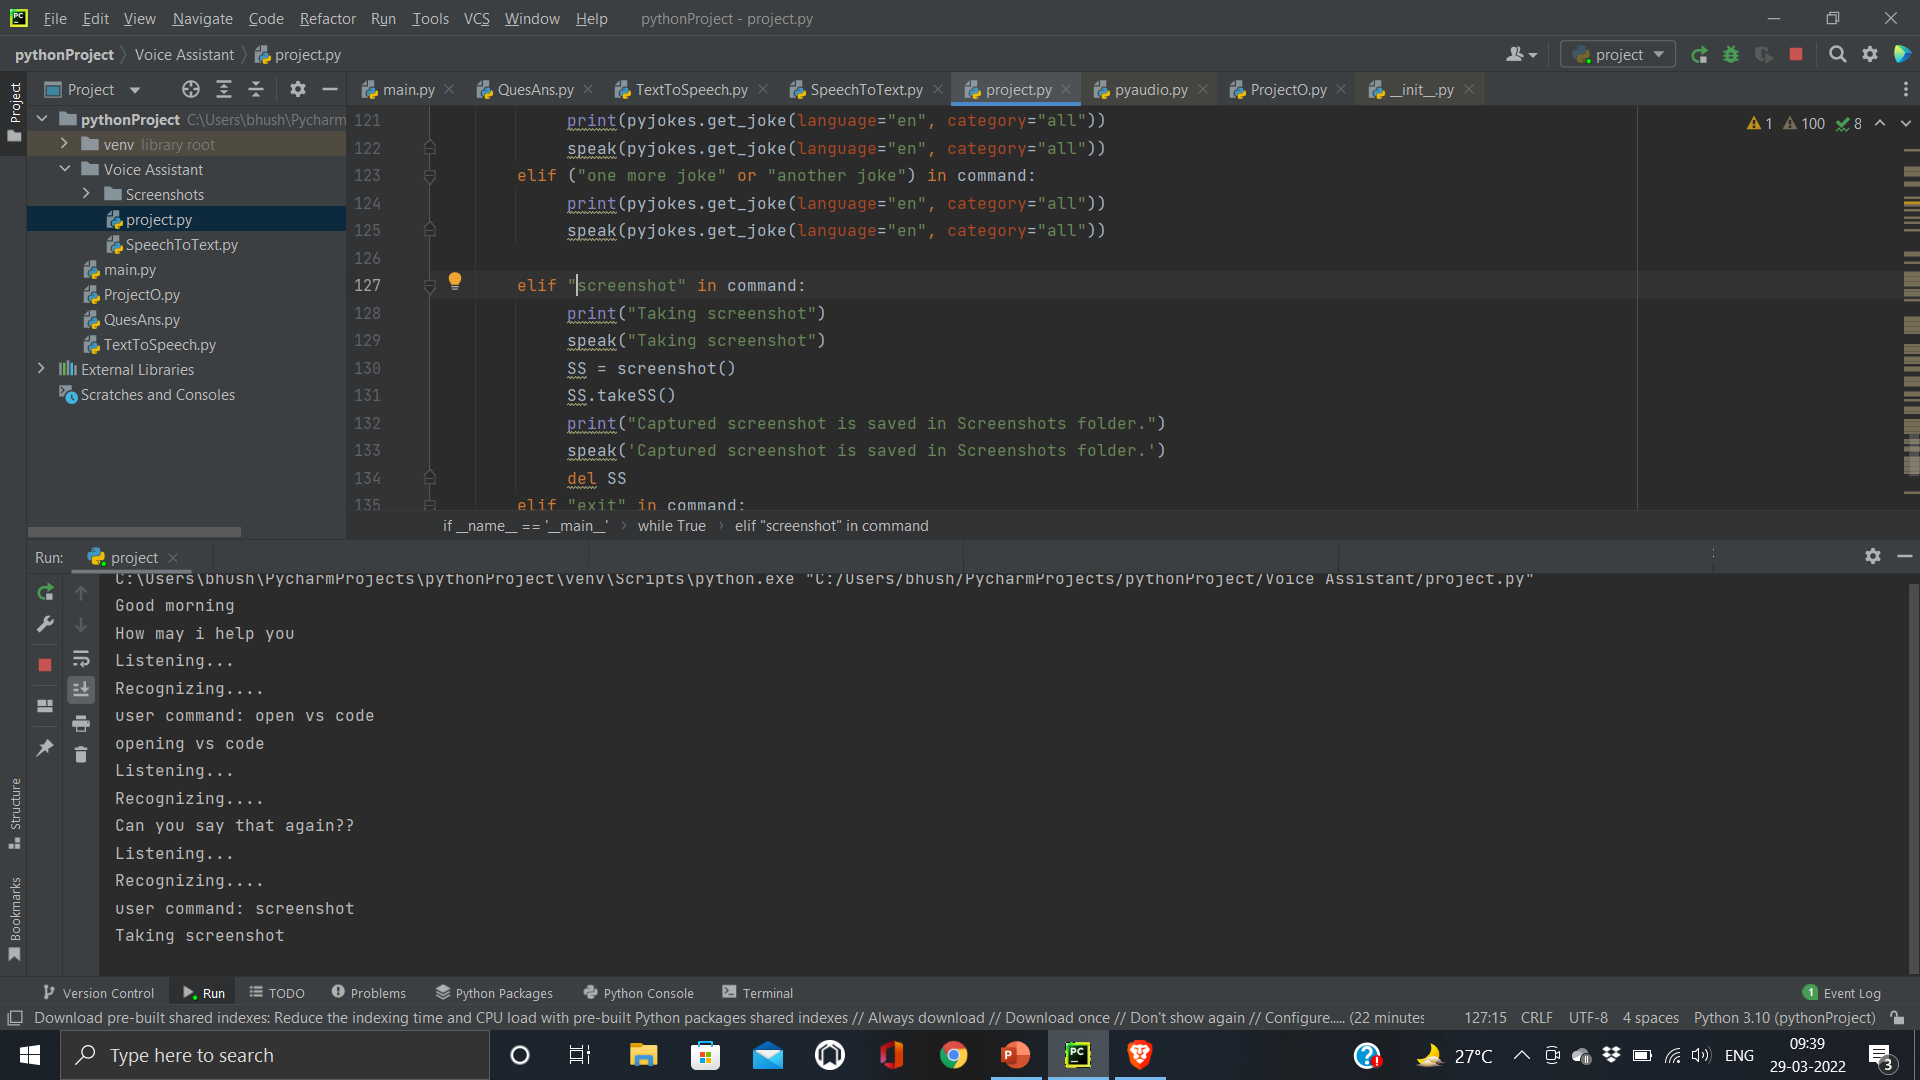 File Edit View Navigate Code Refactor Run Tools VCS Window Help pythonProject - project.py
pythonProject Voice Assistant project.py project
Project
Project
main.py QuesAns.py TextToSpeech.py SpeechToText.py project.py pyaudio.py ProjectO.py __init__.py
pythonProject C:\Users\bhush\Pycharm
venv library root
Voice Assistant
Screenshots
project.py
SpeechToText.py
main.py
ProjectO.py
QuesAns.py
TextToSpeech.py
External Libraries
Scratches and Consoles
1 100 8
121 print(pyjokes.get_joke(language="en", category="all"))
122 speak(pyjokes.get_joke(language="en", category="all"))
123 elif ("one more joke" or "another joke") in command:
124 print(pyjokes.get_joke(language="en", category="all"))
125 speak(pyjokes.get_joke(language="en", category="all"))
126
127 elif "screenshot" in command:
128 print("Taking screenshot")
129 speak("Taking screenshot")
130 SS = screenshot()
131 SS.takeSS()
132 print("Captured screenshot is saved in Screenshots folder.")
133 speak('Captured screenshot is saved in Screenshots folder.')
134 del SS
135 elif "exit" in command:
if __name__ == '__main__' while True elif "screenshot" in command
Run: project
C:\Users\bhush\PycharmProjects\pythonProject\venv\Scripts\python.exe "C:/Users/bhush/PycharmProjects/pythonProject/Voice Assistant/project.py"
Good morning
How may i help you
Listening...
Recognizing....
user command: open vs code
opening vs code
Listening...
Recognizing....
Can you say that again??
Listening...
Recognizing....
user command: screenshot
Taking screenshot
Structure
Bookmarks
Version Control Run TODO Problems Python Packages Python Console Terminal 1 Event Log
Download pre-built shared indexes: Reduce the indexing time and CPU load with pre-built Python packages shared indexes // Always download // Download once // Don't show again // Configure..... (22 minutes 127:15 CRLF UTF-8 4 spaces Python 3.10 (pythonProject)
Type here to search 27°C ENG 09:39
29-03-2022 3